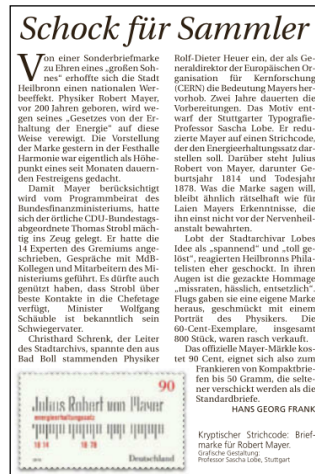 Schock für Sammler
Von einer Sonderbriefmarke
zu Ehren eines „großen Soh-
nes“ erhoffte sich die Stadt
Heilbronn einen nationalen Wer-
beeffekt. Physiker Robert Mayer,
vor 200 Jahren geboren, wird we-
gen seines „Gesetzes von der Er-
haltung der Energie“ auf diese
Weise verewigt. Die Vorstellung
der Marke gestern in der Festhalle
Harmonie war eigentlich als Höhe-
punkt eines seit Monaten dauern-
den Festreigens gedacht.
Damit Mayer berücksichtigt
wird vom Programmbeirat des
Bundesfinanzministeriums, hatte
sich der örtliche CDU-Bundestags-
abgeordnete Thomas Strobl mäch-
tig ins Zeug gelegt. Er hatte die
14 Experten des Gremiums ange-
schrieben, Gespräche mit MdB-
Kollegen und Mitarbeitern des Mi-
nisteriums geführt. Es dürfte auch
genützt haben, dass Strobl über
beste Kontakte in die Chefetage
verfügt, Minister Wolfgang
Schäuble ist bekanntlich sein
Schwiegervater.
Christhard Schrenk, der Leiter
des Stadtarchivs, spannte den aus
Bad Boll stammenden Physiker
Rolf-Dieter Heuer ein, der als Ge-
neraldirektor der Europäischen Or-
ganisation für Kernforschung
(CERN) die Bedeutung Mayers her-
vorhob. Zwei Jahre dauerten die
Vorbereitungen. Das Motiv ent-
warf der Stuttgarter Typografie-
Professor Sascha Lobe. Er redu-
zierte Mayer auf einen Strichcode,
der den Energieerhaltungssatz dar-
stellen soll. Darüber steht Julius
Robert von Mayer, darunter Ge-
burtsjahr 1814 und Todesjahr
1878. Was die Marke sagen will,
bleibt ähnlich rätselhaft wie für
Laien Mayers Erkenntnisse, die
ihn einst nicht vor der Nervenheil-
anstalt bewahrten.
Lobt der Stadtarchivar Lobes
Idee als „spannend“ und „toll ge-
löst“, reagierten Heilbronns Phila-
telisten eher geschockt. In ihren
Augen ist die gezackte Hommage
„missraten, hässlich, entsetzlich“.
Flugs gaben sie eine eigene Marke
heraus, geschmückt mit einem
Porträt des Physikers. Die
60-Cent-Exemplare, insgesamt
800 Stück, waren rasch verkauft.
Das offizielle Mayer-Märkle kos-
tet 90 Cent, eignet sich also zum
Frankieren von Kompaktbrie-
fen bis 50 Gramm, die selte-
ner verschickt werden als die
Standardbriefe.
HANS GEORG FRANK
90
Julius Robert von Mayer
energieerhaltungssatz
1814 1878
Deutschland
Kryptischer Strichcode: Brief-
marke für Robert Mayer.
Grafische Gestaltung:
Professor Sascha Lobe, Stuttgart